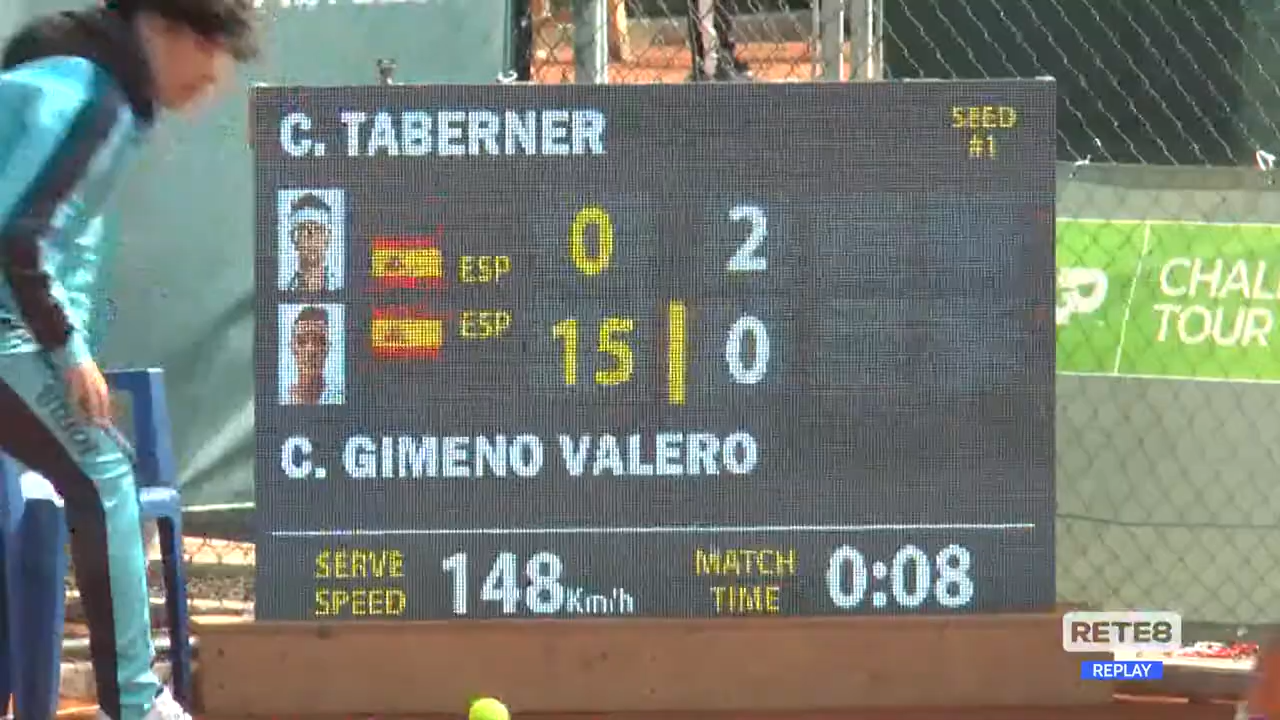 C. TABERNER
SEED
#1
ESP 0 2
ESP 15 0
C. GIMENO VALERO
SERVE SPEED 148 Km/h
MATCH TIME 0:08
CHAL
TOUR
JOMA
RETE8
REPLAY